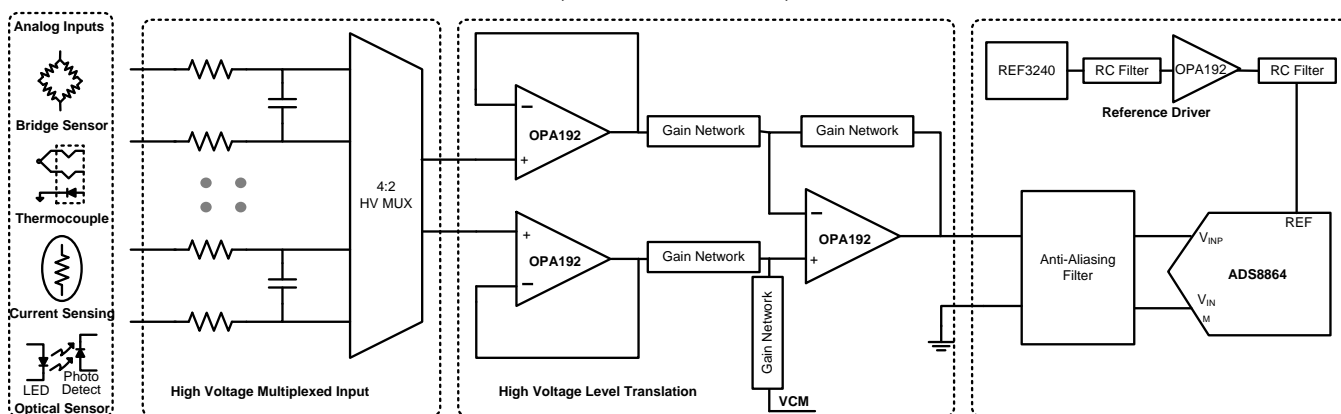 Analog Inputs
Bridge Sensor
Thermocouple
Current Sensing
LED
Photo
Detect
Optical Sensor
4:2
HV MUX
High Voltage Multiplexed Input
OPA192
+
Gain Network
Gain Network
+
OPA192
Gain Network
OPA192
+
Gain Network
VCM
High Voltage Level Translation
REF3240
RC Filter
OPA192
RC Filter
Reference Driver
Anti-Aliasing
Filter
REF
VINP
ADS8864
VIN
M